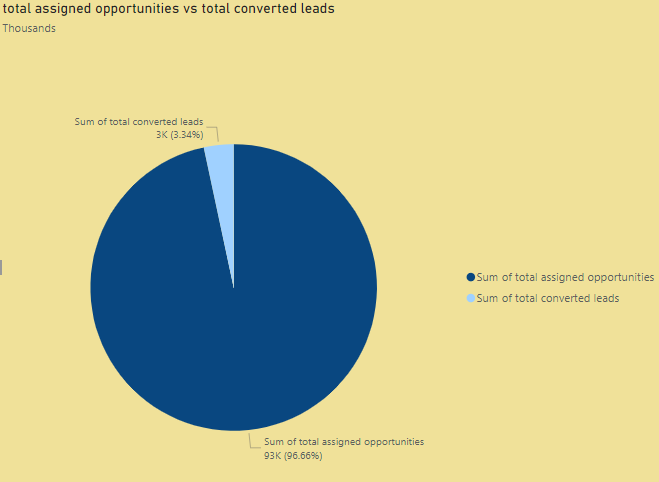 total assigned opportunities vs total converted leads
Thousands
Sum of total converted leads
3K (3.34%)
Sum of total assigned opportunities
Sum of total converted leads
Sum of total assigned opportunities
93K (96.66%)